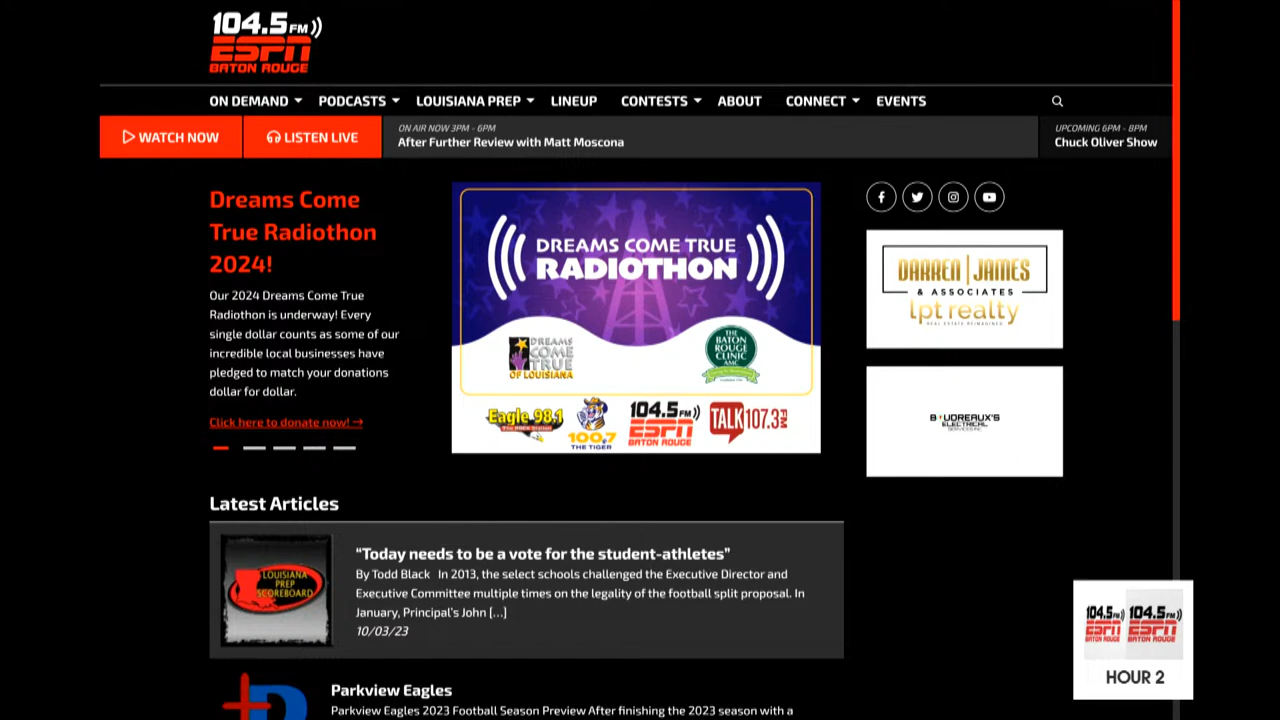 104.5 FM
ESPN
BATON ROUGE
ON DEMAND
PODCASTS
LOUISIANA PREP
LINEUP
CONTESTS
ABOUT
CONNECT
EVENTS
WATCH NOW
LISTEN LIVE
ON AIR NOW 3PM - 6PM
After Further Review with Matt Moscona
UPCOMING 6PM - 8PM
Chuck Oliver Show
Dreams Come
True Radiothon
2024!
Our 2024 Dreams Come True
Radiothon is underway! Every
single dollar counts as some of our
incredible local businesses have
pledged to match your donations
dollar for dollar.
Click here to donate now! →
DREAMS COME TRUE
RADIOTHON
DREAMS
COME
TRUE
OF LOUISIANA
THE
BATON
ROUGE
CLINIC
AMC
Eagle 98.1
100.7
THE TIGER
104.5 FM
ESPN
BATON ROUGE
TALK 107.3 FM
DARREN | JAMES
& ASSOCIATES
lpt realty
REAL ESTATE REIMAGINED
BOUDREAUX'S
ELECTRICAL
SERVICES INC
Latest Articles
LOUISIANA
PREP
SCOREBOARD
“Today needs to be a vote for the student-athletes”
By Todd Black In 2013, the select schools challenged the Executive Director and
Executive Committee multiple times on the legality of the football split proposal. In
January, Principal’s John [...]
10/03/23
Parkview Eagles
Parkview Eagles 2023 Football Season Preview After finishing the 2023 season with a
104.5 FM
ESPN
BATON ROUGE
104.5 FM
ESPN
BATON ROUGE
HOUR 2